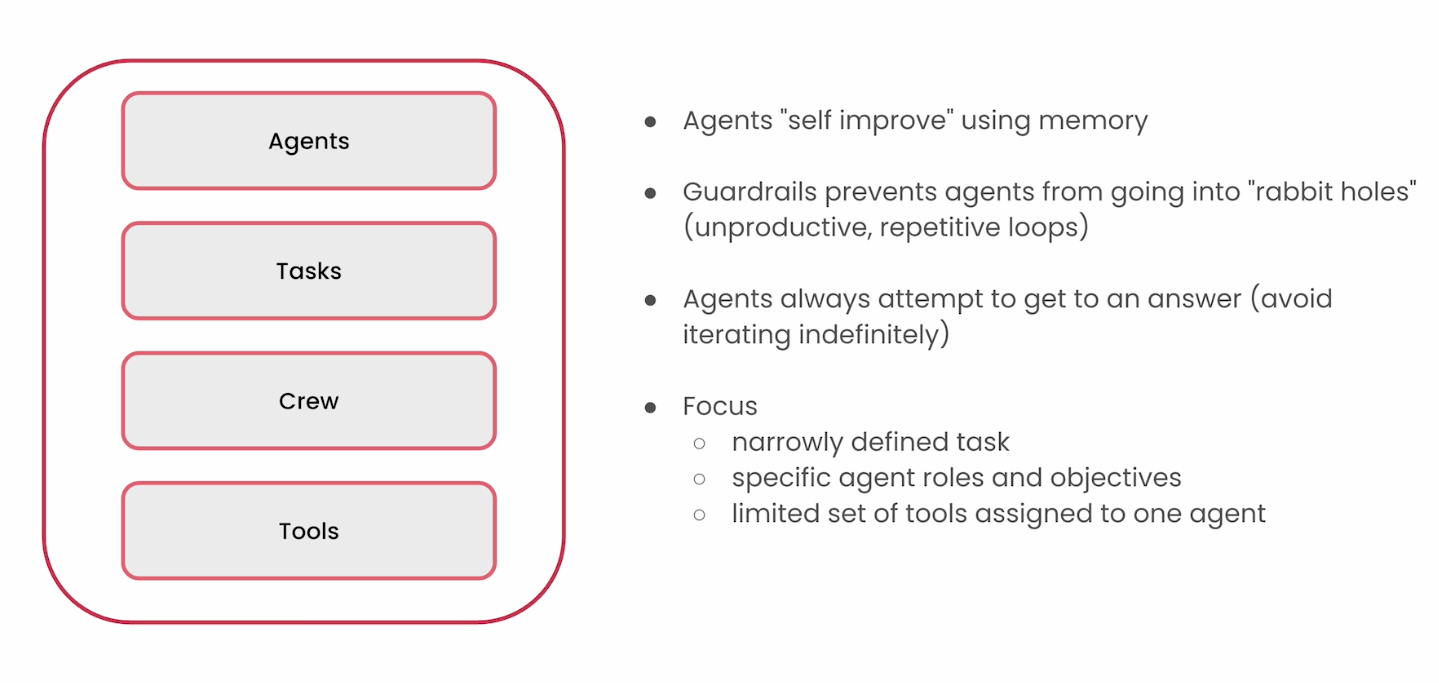 Agents
Tasks
Crew
Tools
● Agents "self improve" using memory
● Guardrails prevents agents from going into "rabbit holes"
(unproductive, repetitive loops)
● Agents always attempt to get to an answer (avoid
iterating indefinitely)
● Focus
○ narrowly defined task
○ specific agent roles and objectives
○ limited set of tools assigned to one agent